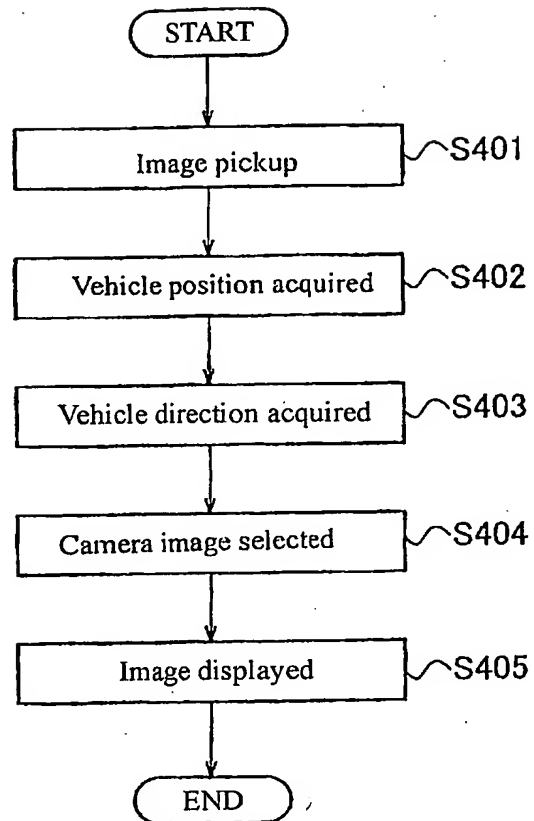 START
Image pickup S401
Vehicle position acquired S402
Vehicle direction acquired S403
Camera image selected S404
Image displayed S405
END